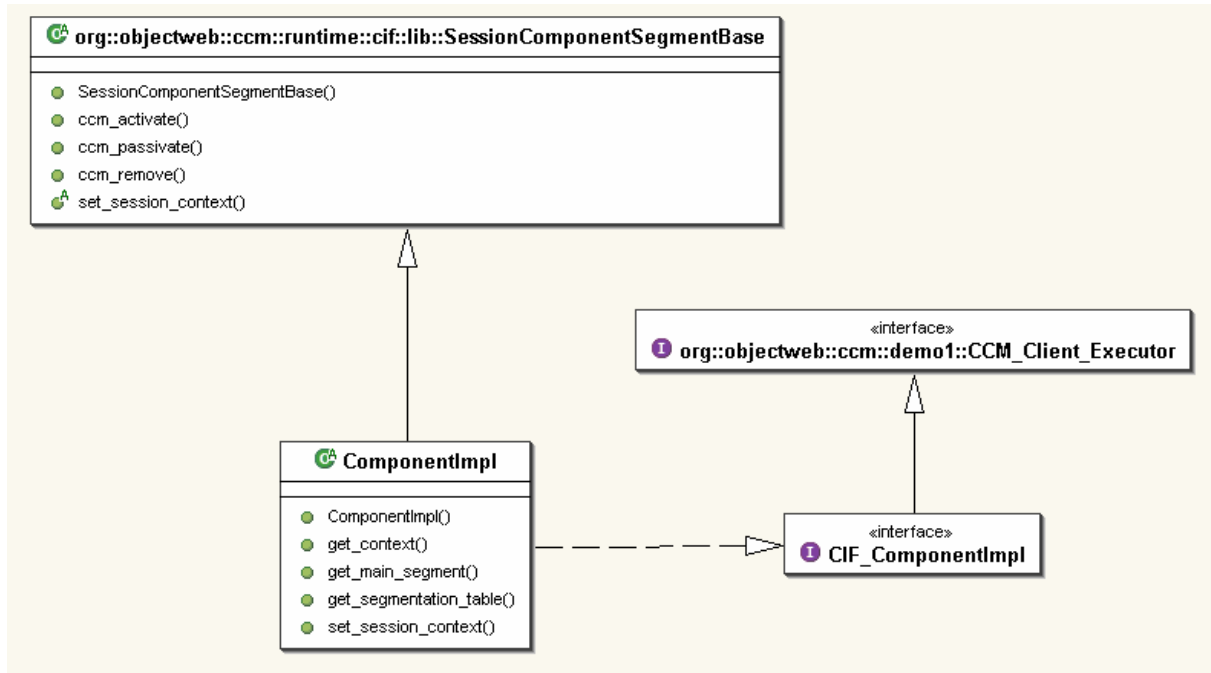 org::objectweb::ccm::runtime::cif::lib::SessionComponentSegmentBase
SessionComponentSegmentBase()
ccm_activate()
ccm_passivate()
ccm_remove()
set_session_context()
«interface»
org::objectweb::ccm::demo1::CCM_Client_Executor
ComponentImpl
ComponentImpl()
get_context()
get_main_segment()
get_segmentation_table()
set_session_context()
«interface»
CIF_ComponentImpl